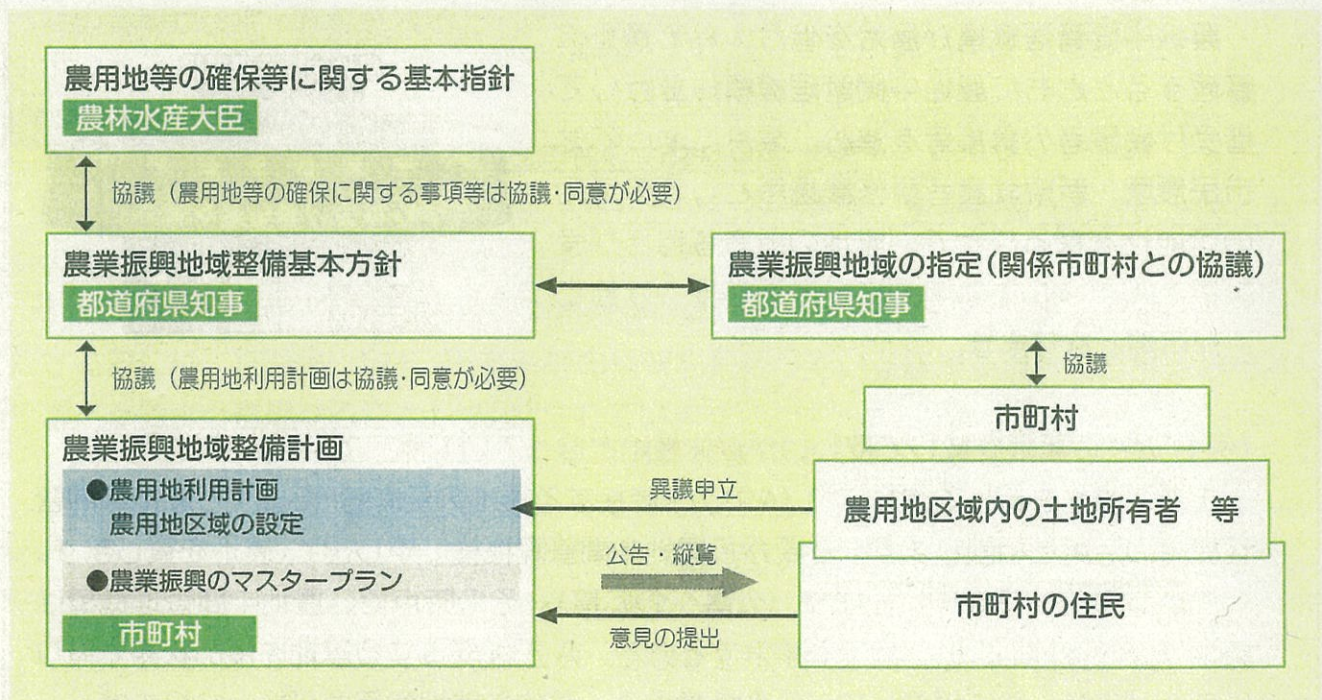 農用地等の確保等に関する基本指針
農林水産大臣
協議（農用地等の確保に関する事項等は協議･同意が必要）
農業振興地域整備基本方針
都道府県知事
農業振興地域の指定（関係市町村との協議）
都道府県知事
協議（農用地利用計画は協議･同意が必要）
協議
市町村
農業振興地域整備計画
●農用地利用計画
農用地区域の設定
●農業振興のマスタープラン
市町村
異議申立
農用地区域内の土地所有者　等
公告・縦覧
市町村の住民
意見の提出